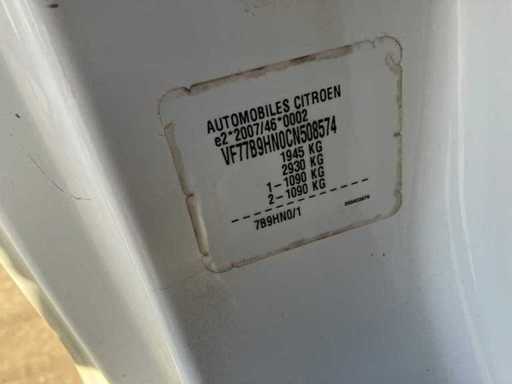 AUTOMOBILES CITROEN
e2*2007/46*0002
VF77B9HN0CN508574
1945 KG
2930 KG
1-1090 KG
2-1090 KG
7B9HN0/1